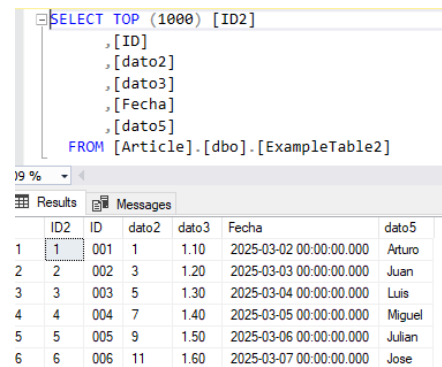 SELECT TOP (1000) [ID2]
,[ID]
,[dato2]
,[dato3]
,[Fecha]
,[dato5]
FROM [Article].[dbo].[ExampleTable2]
09 %
Results Messages
ID2 ID dato2 dato3 Fecha dato5
1 1 001 1 1.10 2025-03-02 00:00:00.000 Arturo
2 2 002 3 1.20 2025-03-03 00:00:00.000 Juan
3 3 003 5 1.30 2025-03-04 00:00:00.000 Luis
4 4 004 7 1.40 2025-03-05 00:00:00.000 Miguel
5 5 005 9 1.50 2025-03-06 00:00:00.000 Julian
6 6 006 11 1.60 2025-03-07 00:00:00.000 Jose